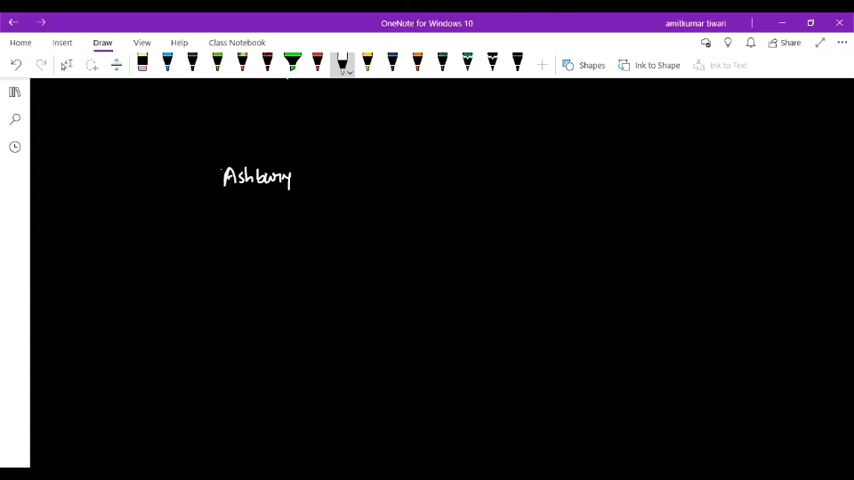 OneNote for Windows 10
amitkumar tiwari
Home Insert Draw View Help Class Notebook
Share
Shapes Ink to Shape Ink to Text
Ashbury